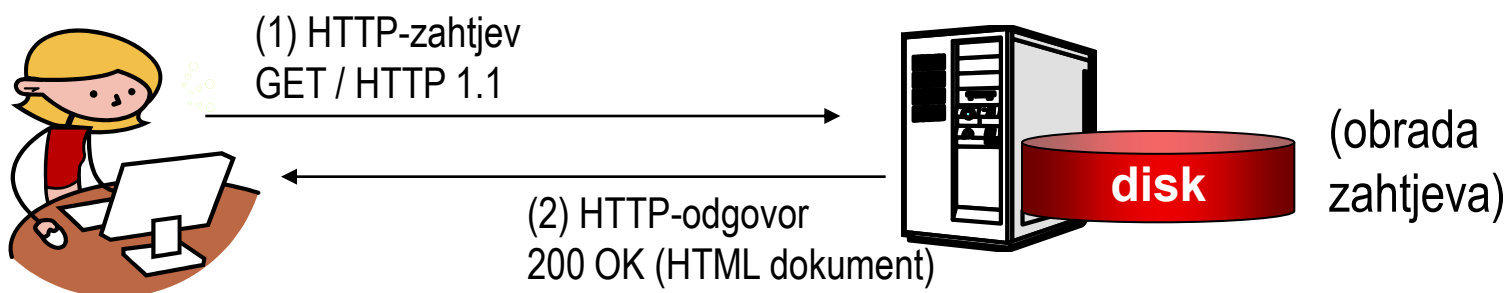 (1) HTTP-zahtjev
GET / HTTP 1.1
(2) HTTP-odgovor
200 OK (HTML dokument)
disk
(obrada
zahtjeva)